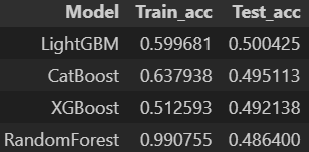 Model Train_acc Test_acc
LightGBM 0.599681 0.500425
CatBoost 0.637938 0.495113
XGBoost 0.512593 0.492138
RandomForest 0.990755 0.486400